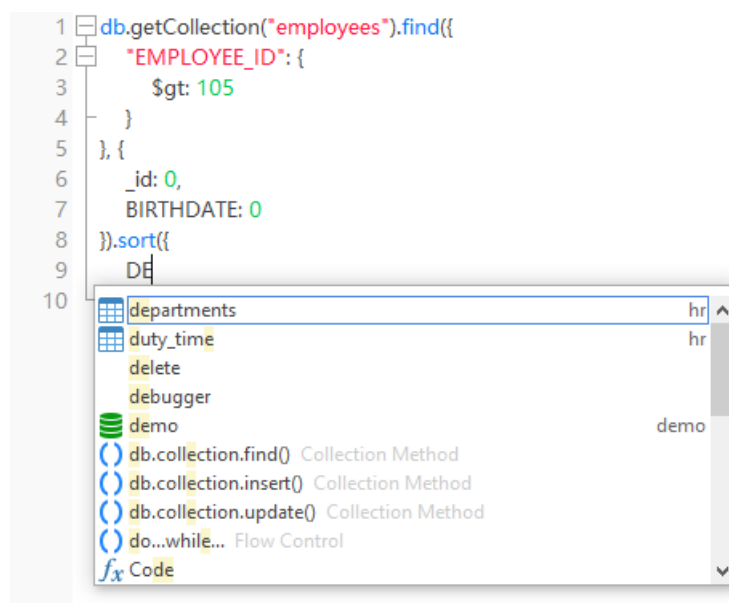 1 db.getCollection("employees").find({
2 "EMPLOYEE_ID": {
3 $gt: 105
4 }
5 }, {
6 _id: 0,
7 BIRTHDATE: 0
8 }).sort({
9 DE
10
departments hr
duty_time hr
delete
debugger
demo demo
db.collection.find() Collection Method
db.collection.insert() Collection Method
db.collection.update() Collection Method
do...while... Flow Control
fx Code